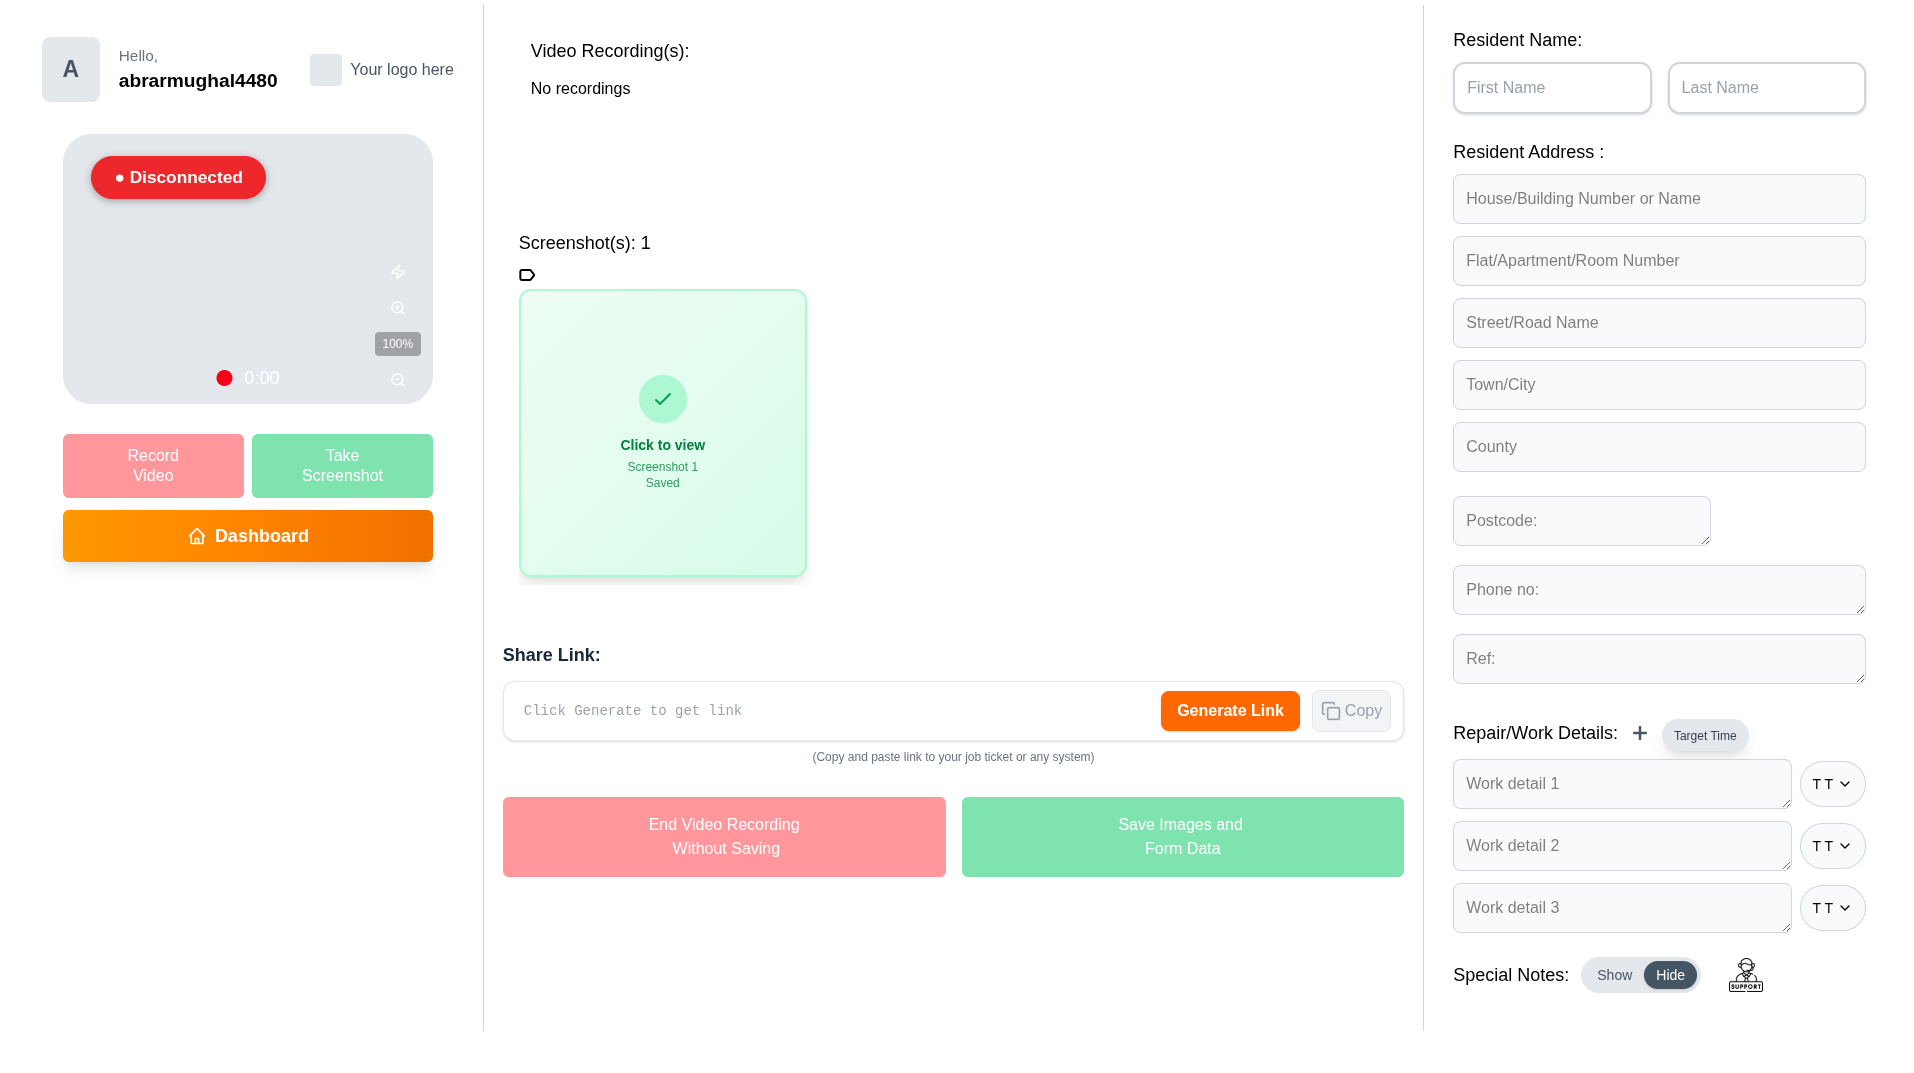 A
Hello,
abrarmughal4480
Your logo here
Disconnected
100%
0:00
Record
Video
Take
Screenshot
Dashboard
Video Recording(s):
No recordings
Screenshot(s): 1
Click to view
Screenshot 1
Saved
Share Link:
Click Generate to get link
Generate Link
Copy
(Copy and paste link to your job ticket or any system)
End Video Recording
Without Saving
Save Images and
Form Data
Resident Name:
First Name
Last Name
Resident Address :
House/Building Number or Name
Flat/Apartment/Room Number
Street/Road Name
Town/City
County
Postcode:
Phone no:
Ref:
Repair/Work Details:
Target Time
Work detail 1
T T
Work detail 2
T T
Work detail 3
T T
Special Notes:
Show
Hide
SUPPORT